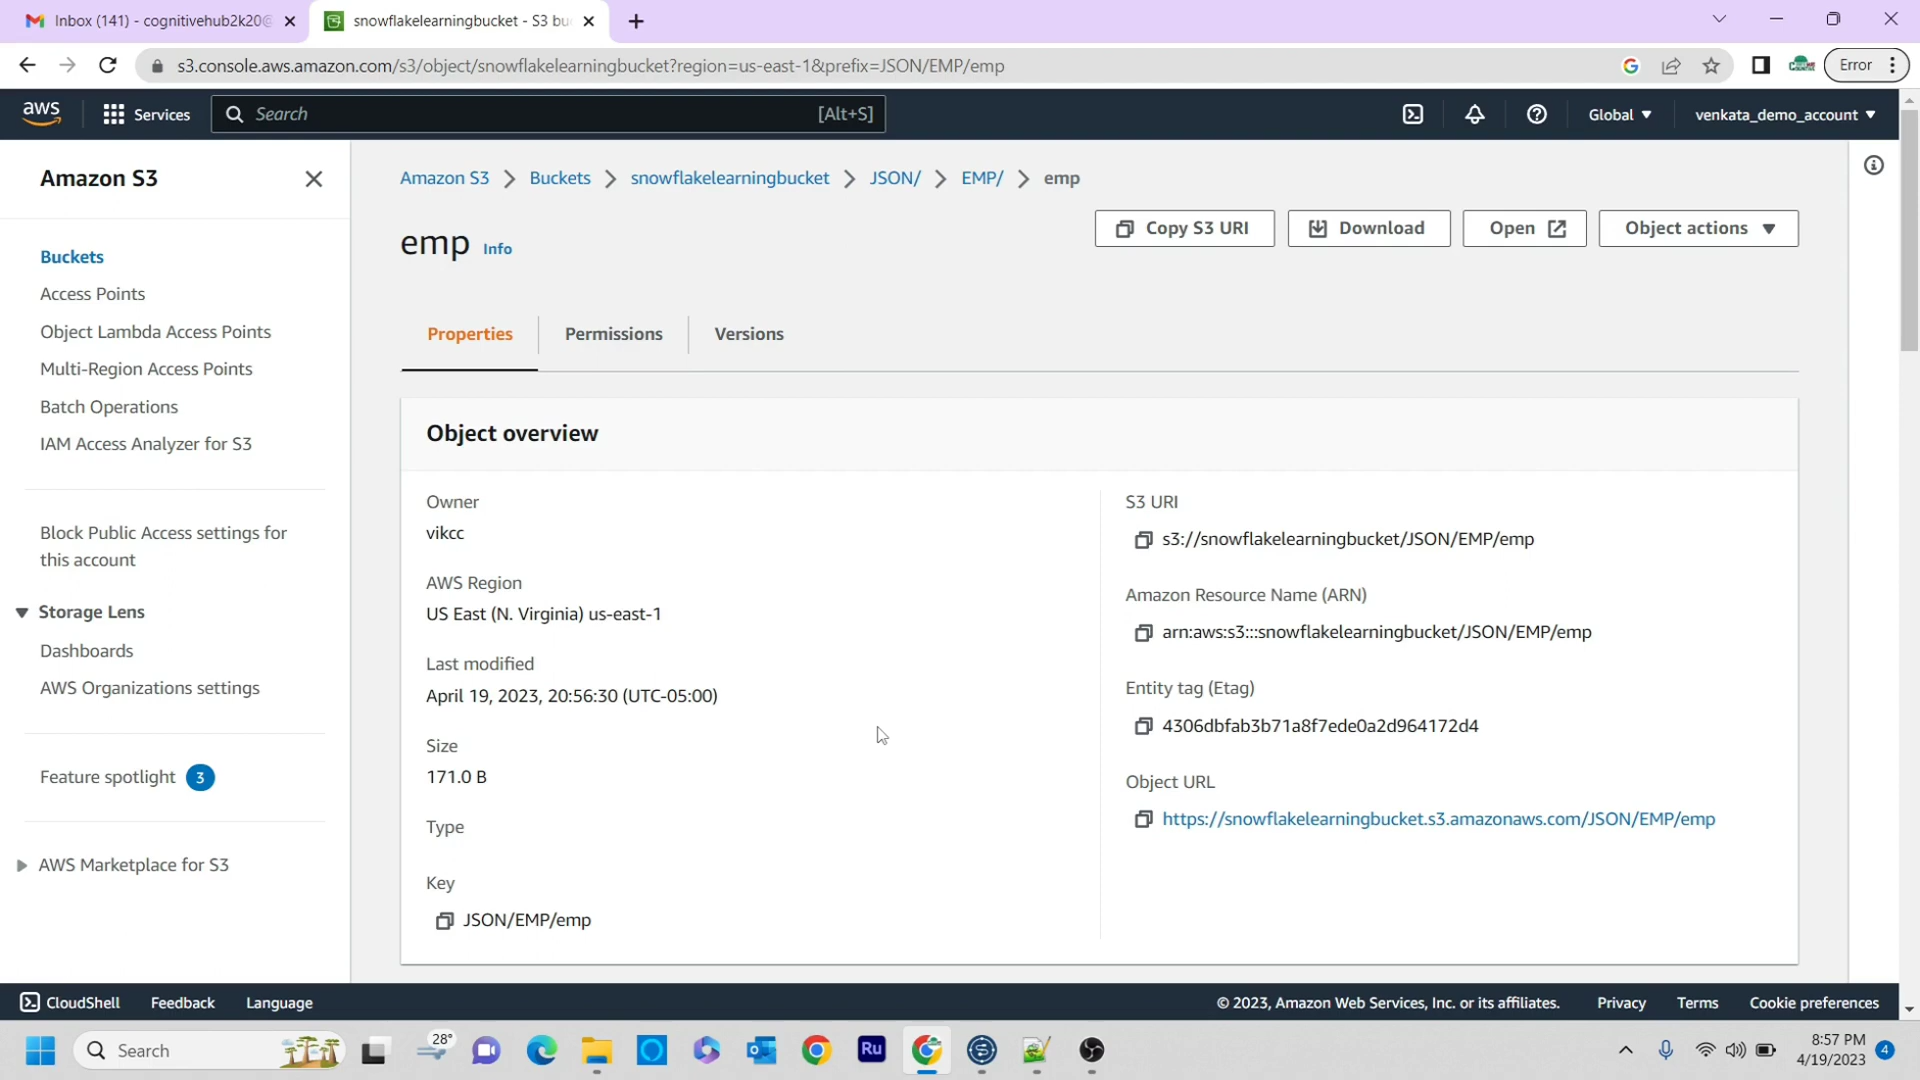 Inbox (141) - cognitivehub2k20@
snowflakelearningbucket - S3 bu
s3.console.aws.amazon.com/s3/object/snowflakelearningbucket?region=us-east-1&prefix=JSON/EMP/emp
Error
aws
Services
Search
[Alt+S]
Global
venkata_demo_account
Amazon S3
Buckets
Access Points
Object Lambda Access Points
Multi-Region Access Points
Batch Operations
IAM Access Analyzer for S3
Block Public Access settings for
this account
Storage Lens
Dashboards
AWS Organizations settings
Feature spotlight 3
AWS Marketplace for S3
Amazon S3 > Buckets > snowflakelearningbucket > JSON/ > EMP/ > emp
emp Info
Copy S3 URI
Download
Open
Object actions
Properties
Permissions
Versions
Object overview
Owner
vikcc
AWS Region
US East (N. Virginia) us-east-1
Last modified
April 19, 2023, 20:56:30 (UTC-05:00)
Size
171.0 B
Type
Key
JSON/EMP/emp
S3 URI
s3://snowflakelearningbucket/JSON/EMP/emp
Amazon Resource Name (ARN)
arn:aws:s3:::snowflakelearningbucket/JSON/EMP/emp
Entity tag (Etag)
4306dbfab3b71a8f7ede0a2d964172d4
Object URL
https://snowflakelearningbucket.s3.amazonaws.com/JSON/EMP/emp
CloudShell
Feedback
Language
© 2023, Amazon Web Services, Inc. or its affiliates.
Privacy
Terms
Cookie preferences
Search
28°
Ru
8:57 PM
4/19/2023
4